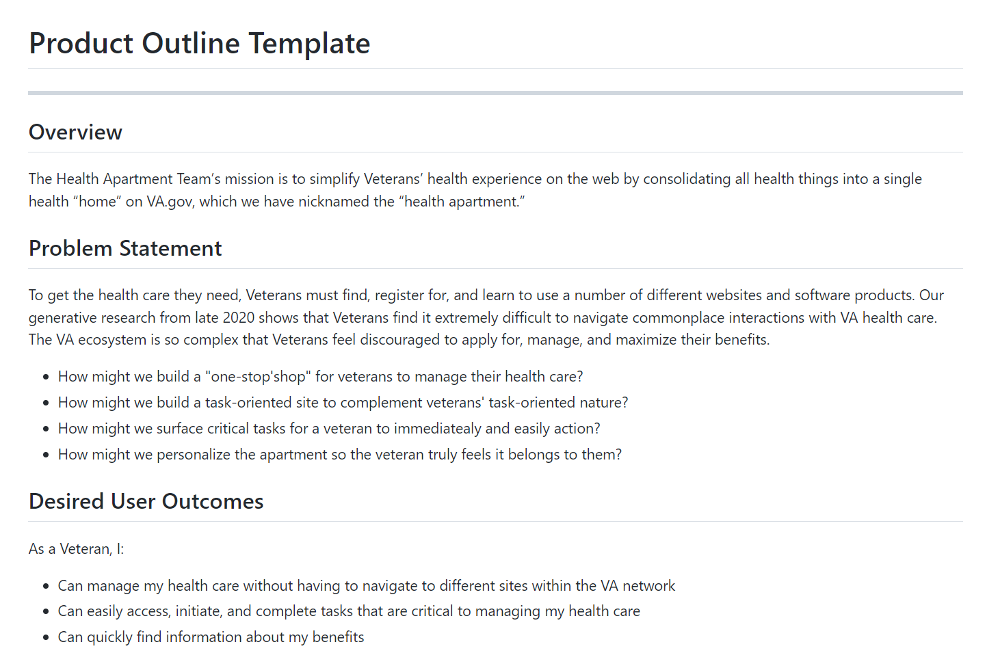 Product Outline Template
Overview
The Health Apartment Team’s mission is to simplify Veterans’ health experience on the web by consolidating all health things into a single
health “home” on VA.gov, which we have nicknamed the “health apartment.”
Problem Statement
To get the health care they need, Veterans must find, register for, and learn to use a number of different websites and software products. Our
generative research from late 2020 shows that Veterans find it extremely difficult to navigate commonplace interactions with VA health care.
The VA ecosystem is so complex that Veterans feel discouraged to apply for, manage, and maximize their benefits.
• How might we build a "one-stop'shop" for veterans to manage their health care?
• How might we build a task-oriented site to complement veterans' task-oriented nature?
• How might we surface critical tasks for a veteran to immediatealy and easily action?
• How might we personalize the apartment so the veteran truly feels it belongs to them?
Desired User Outcomes
As a Veteran, I:
• Can manage my health care without having to navigate to different sites within the VA network
• Can easily access, initiate, and complete tasks that are critical to managing my health care
• Can quickly find information about my benefits